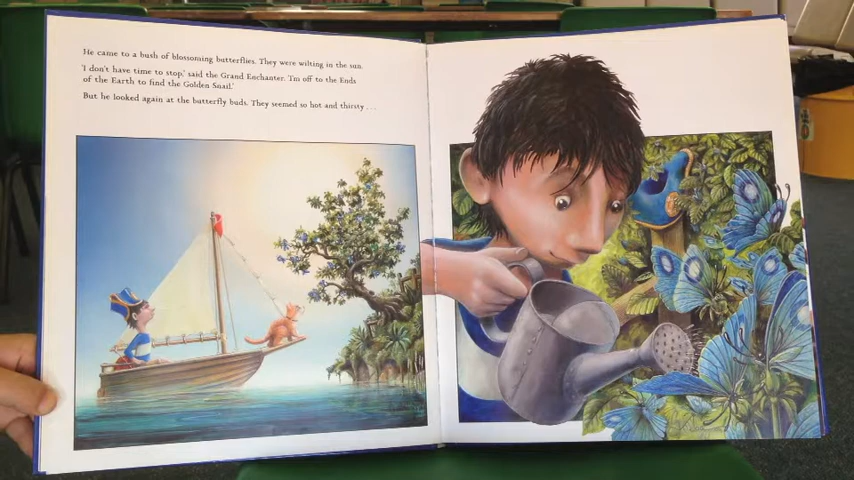 He came to a bush of blossoming butterflies. They were wilting in the sun.
'I don't have time to stop,' said the Grand Enchanter. 'I'm off to the Ends
of the Earth to find the Golden Snail.'
But he looked again at the butterfly buds. They seemed so hot and thirsty . . .